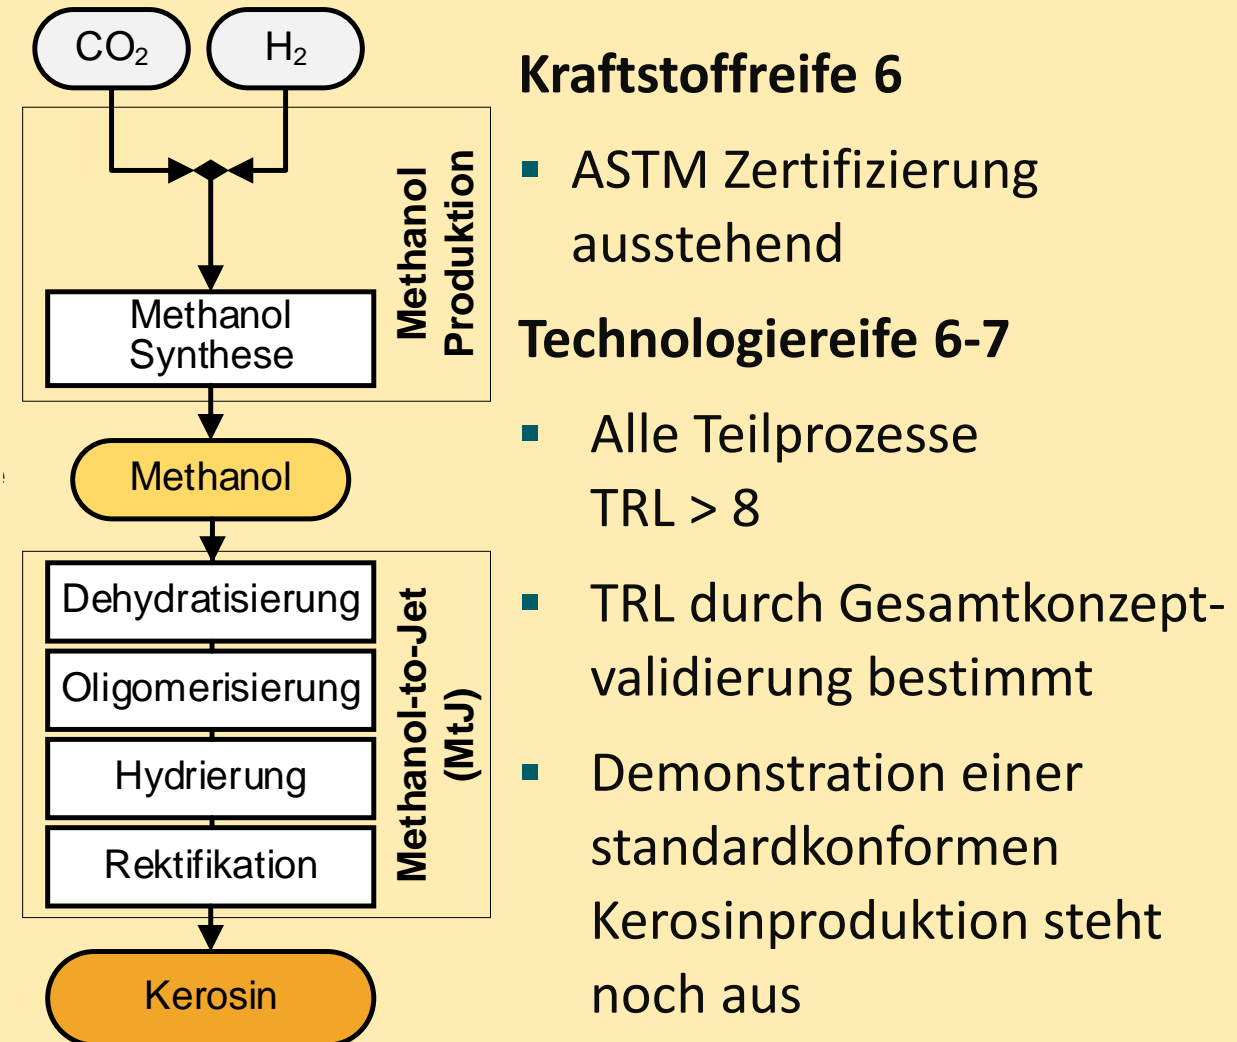 CO₂
H₂
Methanol
Produktion
Methanol
Synthese
Methanol
Dehydratisierung
Oligomerisierung
Hydrierung
Rektifikation
Methanol-to-Jet
(MtJ)
Kerosin
Kraftstoffreife 6
▪ ASTM Zertifizierung
ausstehend
Technologiereife 6-7
▪ Alle Teilprozesse
TRL > 8
▪ TRL durch Gesamtkonzept-
validierung bestimmt
▪ Demonstration einer
standardkonformen
Kerosinproduktion steht
noch aus